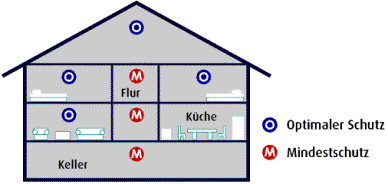 M
Flur
M
Küche
Optimaler Schutz
M
Mindestschutz
M
Keller